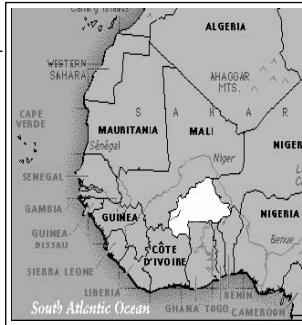 ALGERIA
WESTERN
SAHARA
AHAGGAR
MTS.
S A H A R
CAPE
VERDE
MAURITANIA
MALI
NIGER
Sénégal
Niger
SENEGAL
GAMBIA
GUINEA
NIGERIA
GUINEA-
BISSAU
CÔTE
D'IVOIRE
Benue
SIERRA LEONE
LIBERIA
BENIN
South Atlantic Ocean
GHANA
TOGO
CAMEROON